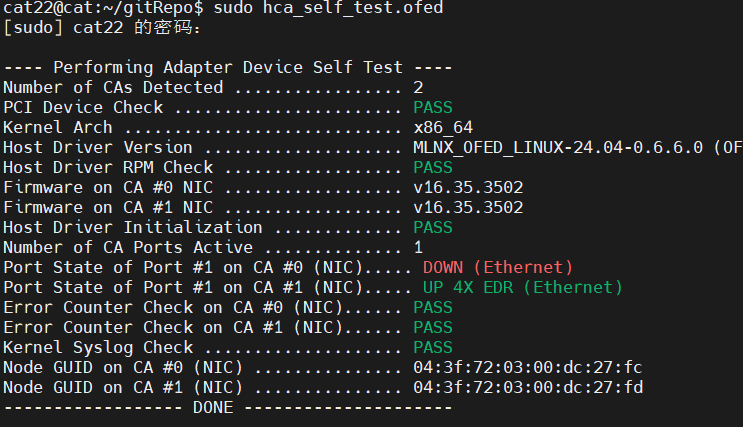 cat22@cat:~/gitRepo$ sudo hca_self_test.ofed
[sudo] cat22 的密码：
---- Performing Adapter Device Self Test ----
Number of CAs Detected ................. 2
PCI Device Check ....................... PASS
Kernel Arch ............................ x86_64
Host Driver Version .................... MLNX_OFED_LINUX-24.04-0.6.6.0 (OF
Host Driver RPM Check .................. PASS
Firmware on CA #0 NIC .................. v16.35.3502
Firmware on CA #1 NIC .................. v16.35.3502
Host Driver Initialization ............. PASS
Number of CA Ports Active .............. 1
Port State of Port #1 on CA #0 (NIC)..... DOWN (Ethernet)
Port State of Port #1 on CA #1 (NIC)..... UP 4X EDR (Ethernet)
Error Counter Check on CA #0 (NIC)...... PASS
Error Counter Check on CA #1 (NIC)...... PASS
Kernel Syslog Check .................... PASS
Node GUID on CA #0 (NIC) ............... 04:3f:72:03:00:dc:27:fc
Node GUID on CA #1 (NIC) ............... 04:3f:72:03:00:dc:27:fd
------------------ DONE ---------------------